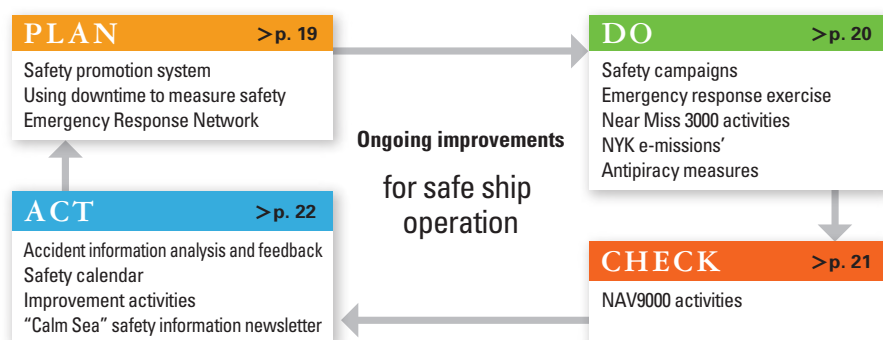 PLAN >p. 19
Safety promotion system
Using downtime to measure safety
Emergency Response Network
DO >p. 20
Safety campaigns
Emergency response exercise
Near Miss 3000 activities
NYK e-missions’
Antipiracy measures
Ongoing improvements
for safe ship
operation
CHECK >p. 21
NAV9000 activities
ACT >p. 22
Accident information analysis and feedback
Safety calendar
Improvement activities
“Calm Sea” safety information newsletter